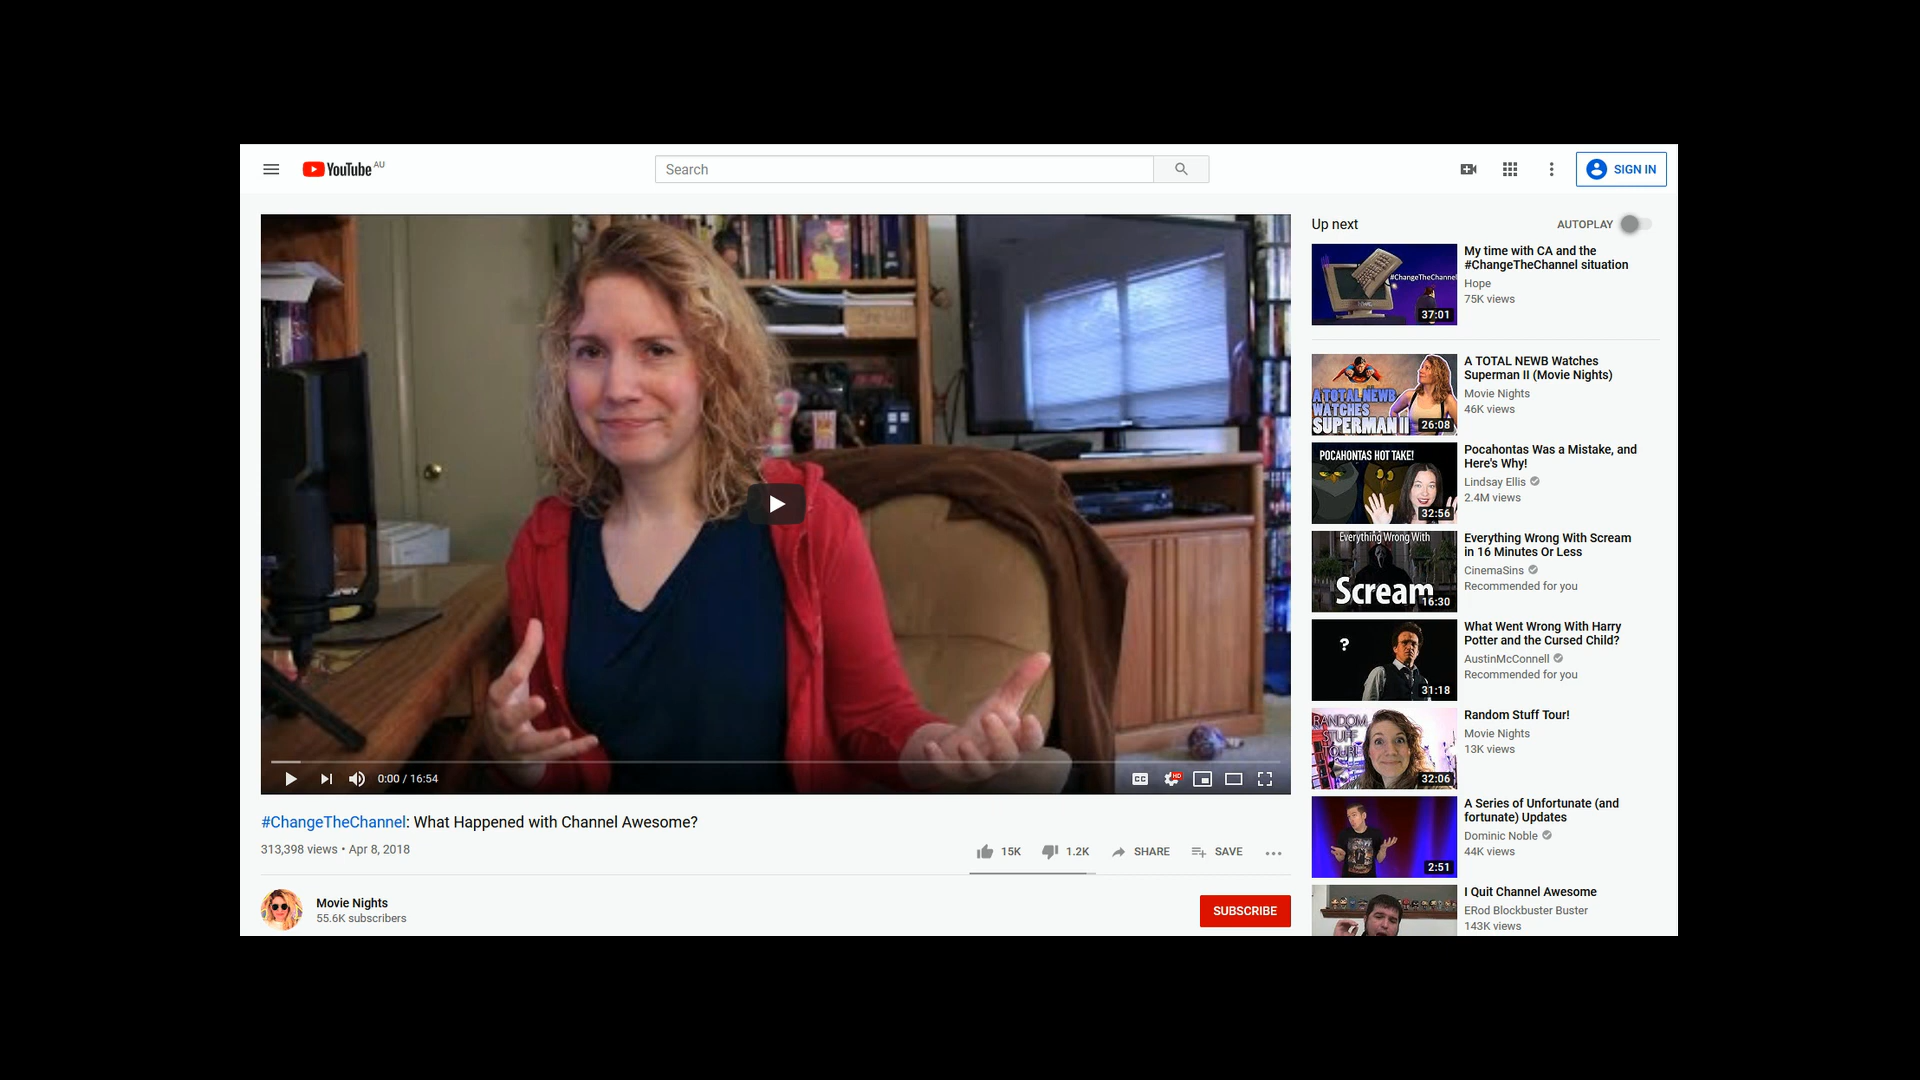 YouTube AU
Search
SIGN IN
0:00 / 16:54
CC
HD
#ChangeTheChannel: What Happened with Channel Awesome?
313,398 views • Apr 8, 2018
15K
1.2K
SHARE
SAVE
Movie Nights
55.6K subscribers
SUBSCRIBE
Up next
AUTOPLAY
#ChangeTheChannel
37:01
My time with CA and the
#ChangeTheChannel situation
Hope
75K views
A TOTAL NEWB
WATCHES
SUPERMAN II
26:08
A TOTAL NEWB Watches
Superman II (Movie Nights)
Movie Nights
46K views
POCAHONTAS HOT TAKE!
32:56
Pocahontas Was a Mistake, and
Here's Why!
Lindsay Ellis
2.4M views
Everything Wrong With
Scream
16:30
Everything Wrong With Scream
in 16 Minutes Or Less
CinemaSins
Recommended for you
?
31:18
What Went Wrong With Harry
Potter and the Cursed Child?
AustinMcConnell
Recommended for you
RANDOM
STUFF
TOUR!
32:06
Random Stuff Tour!
Movie Nights
13K views
2:51
A Series of Unfortunate (and
fortunate) Updates
Dominic Noble
44K views
I Quit Channel Awesome
ERod Blockbuster Buster
143K views